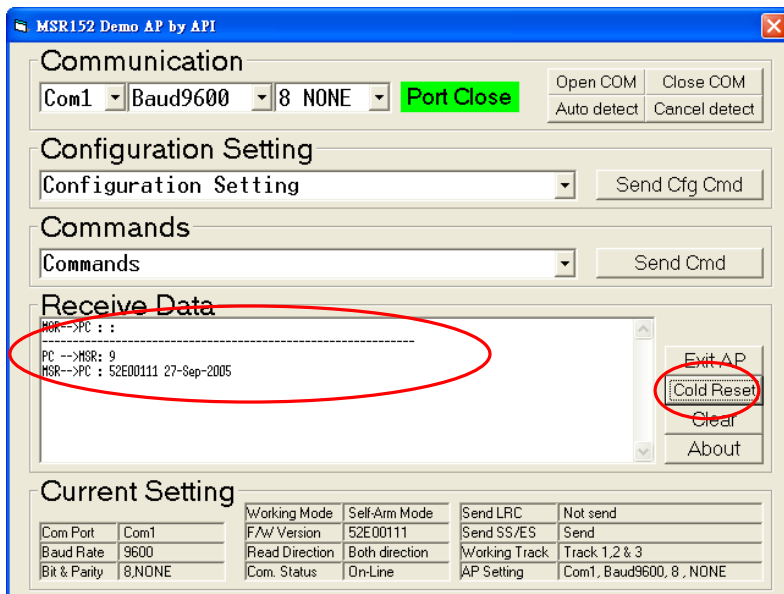 MSR152 Demo AP by API
Communication
Com1 Baud9600 8 NONE Port Close
Open COM Close COM
Auto detect Cancel detect
Configuration Setting
Configuration Setting Send Cfg Cmd
Commands
Commands Send Cmd
Receive Data
MSR-->PC : :
--------------------------------------------------------------
PC -->MSR: 9
MSR-->PC : 52E00111 27-Sep-2005
Exit AP
Cold Reset
Clear
About
Current Setting
Working Mode Self-Arm Mode Send LRC Not send
Com Port Com1 F/W Version 52E00111 Send SS/ES Send
Baud Rate 9600 Read Direction Both direction Working Track Track 1,2 & 3
Bit & Parity 8,NONE Com. Status On-Line AP Setting Com1, Baud9600, 8 , NONE